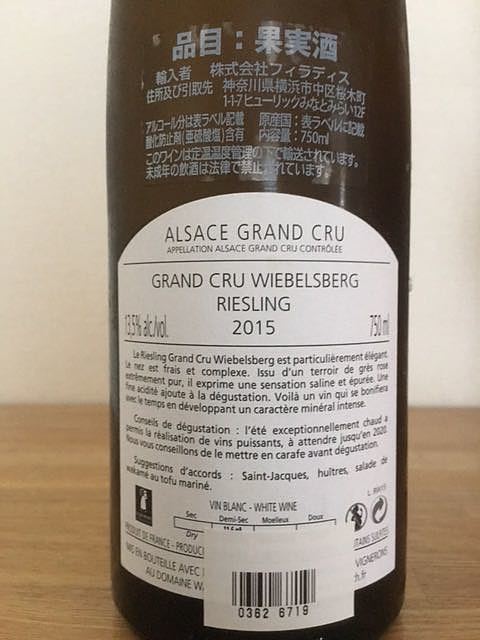 品目：果実酒
輸入者 株式会社フィラディス
住所及び引取先 神奈川県横浜市中区桜木町
1-1-7ヒューリックみなとみらい12F
アルコール分は表ラベル記載 原産国：表ラベルに記載
酸化防止剤(亜硫酸塩)含有 内容量：750ml
このワインは定温温度管理の下で輸送されています。
未成年の飲酒は法律で禁止されています。
ALSACE GRAND CRU
APPELLATION ALSACE GRAND CRU CONTRÔLÉE
GRAND CRU WIEBELSBERG
RIESLING
13,5% alc/vol. 2015 750 ml
Le Riesling Grand Cru Wiebelsberg est particulièrement élégant.
Le nez est frais et complexe. Issu d'un terroir de grès rose
extrêmement pur, il exprime une sensation saline et épurée. Une
fine acidité ajoute à la dégustation. Voilà un vin qui se bonifiera
avec le temps en développant un caractère minéral intense.
Conseils de dégustation : l'été exceptionnellement chaud a
permis la réalisation de vins puissants, à attendre jusqu'en 2020.
Nous vous conseillons de le mettre en carafe avant dégustation.
Suggestions d'accords : Saint-Jacques, huîtres, salade de
wakamé au tofu mariné.
L. RW15
VIN BLANC - WHITE WINE
Sec Demi-Sec Moelleux Doux
Dry
PRODUIT DE FRANCE - PRODUC
TAINS SULFITES
MIS EN BOUTEILLE AVEC
VIGNERONS
AU DOMAINE W
h.fr
0362 6719